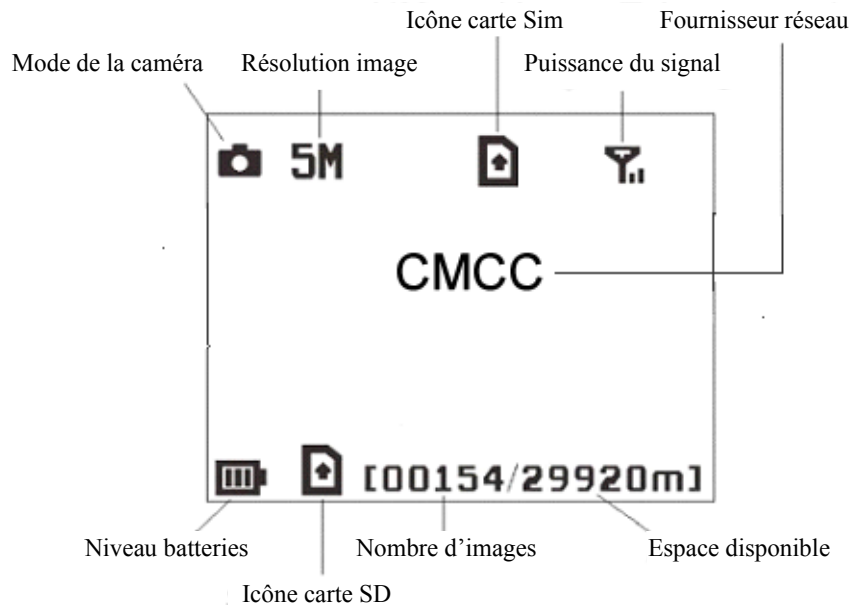 Icône carte Sim
Fournisseur réseau
Mode de la caméra
Résolution image
Puissance du signal
5M
CMCC
[00154/29920m]
Niveau batteries
Nombre d’images
Espace disponible
Icône carte SD